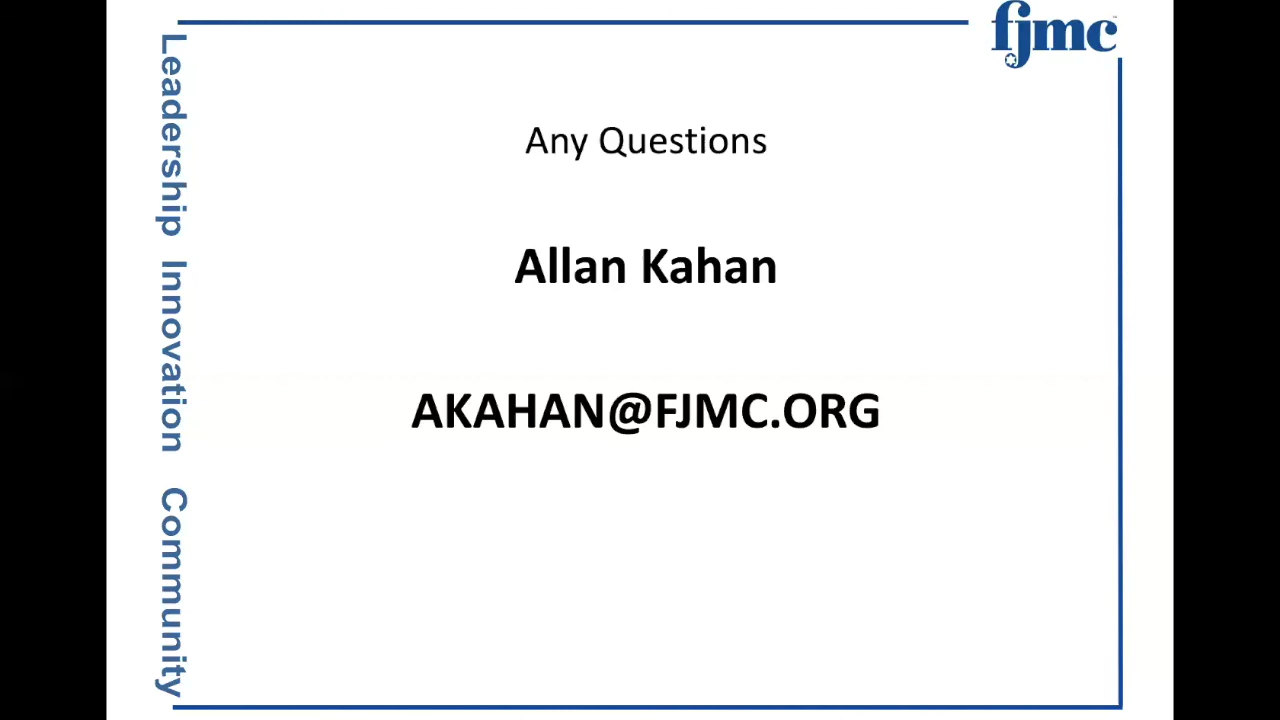 fjmc
Leadership Innovation Community
Any Questions
Allan Kahan
AKAHAN@FJMC.ORG